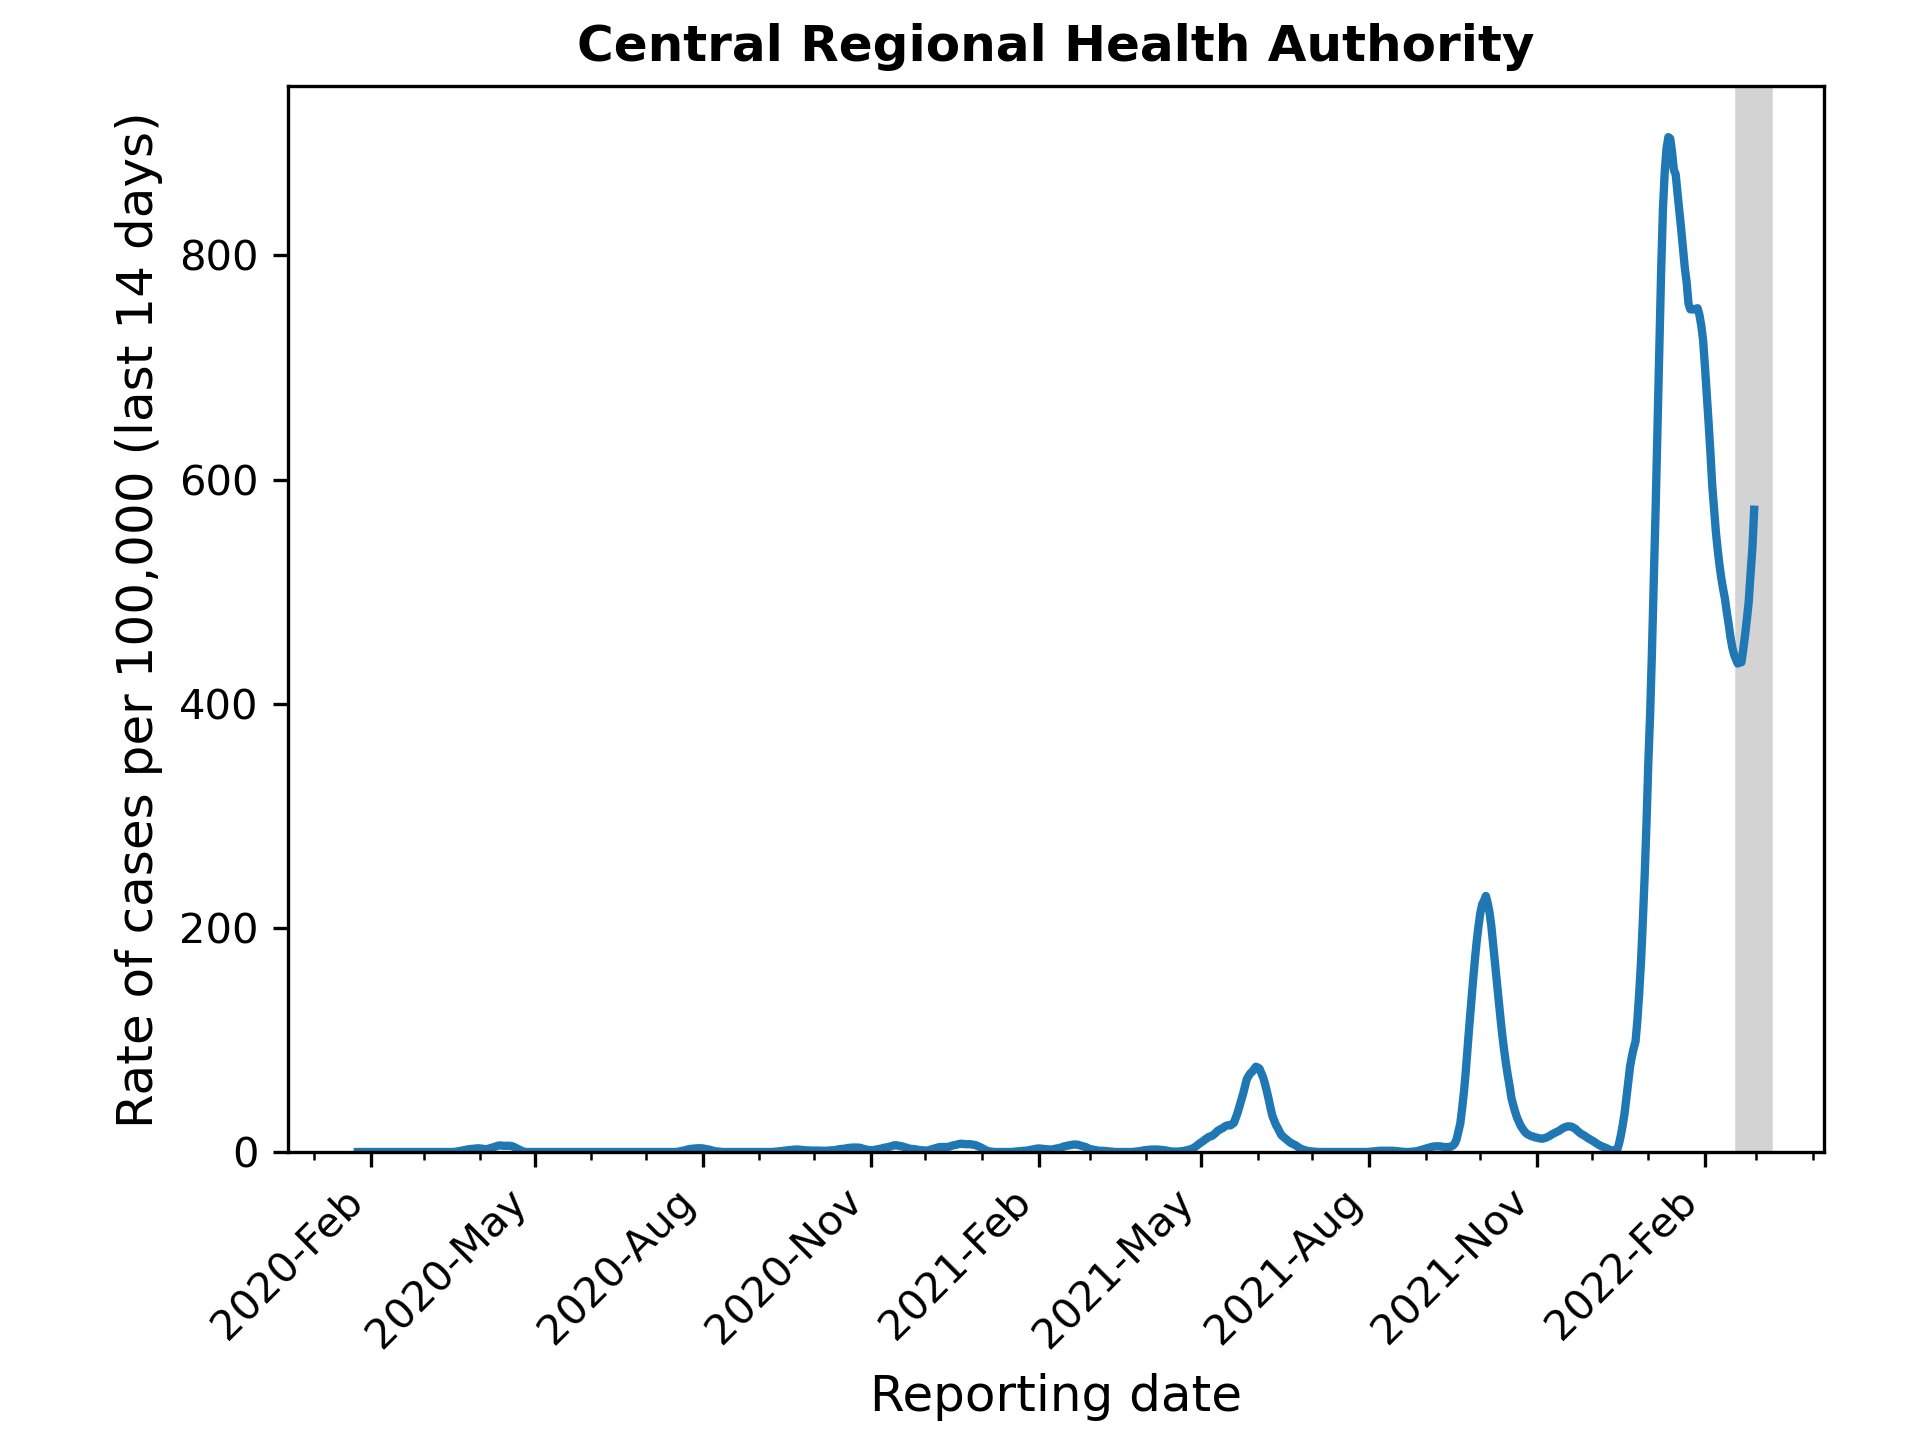 Central Regional Health Authority
Rate of cases per 100,000 (last 14 days)
800
600
400
200
0
2020-Feb
2020-May
2020-Aug
2020-Nov
2021-Feb
2021-May
2021-Aug
2021-Nov
2022-Feb
Reporting date